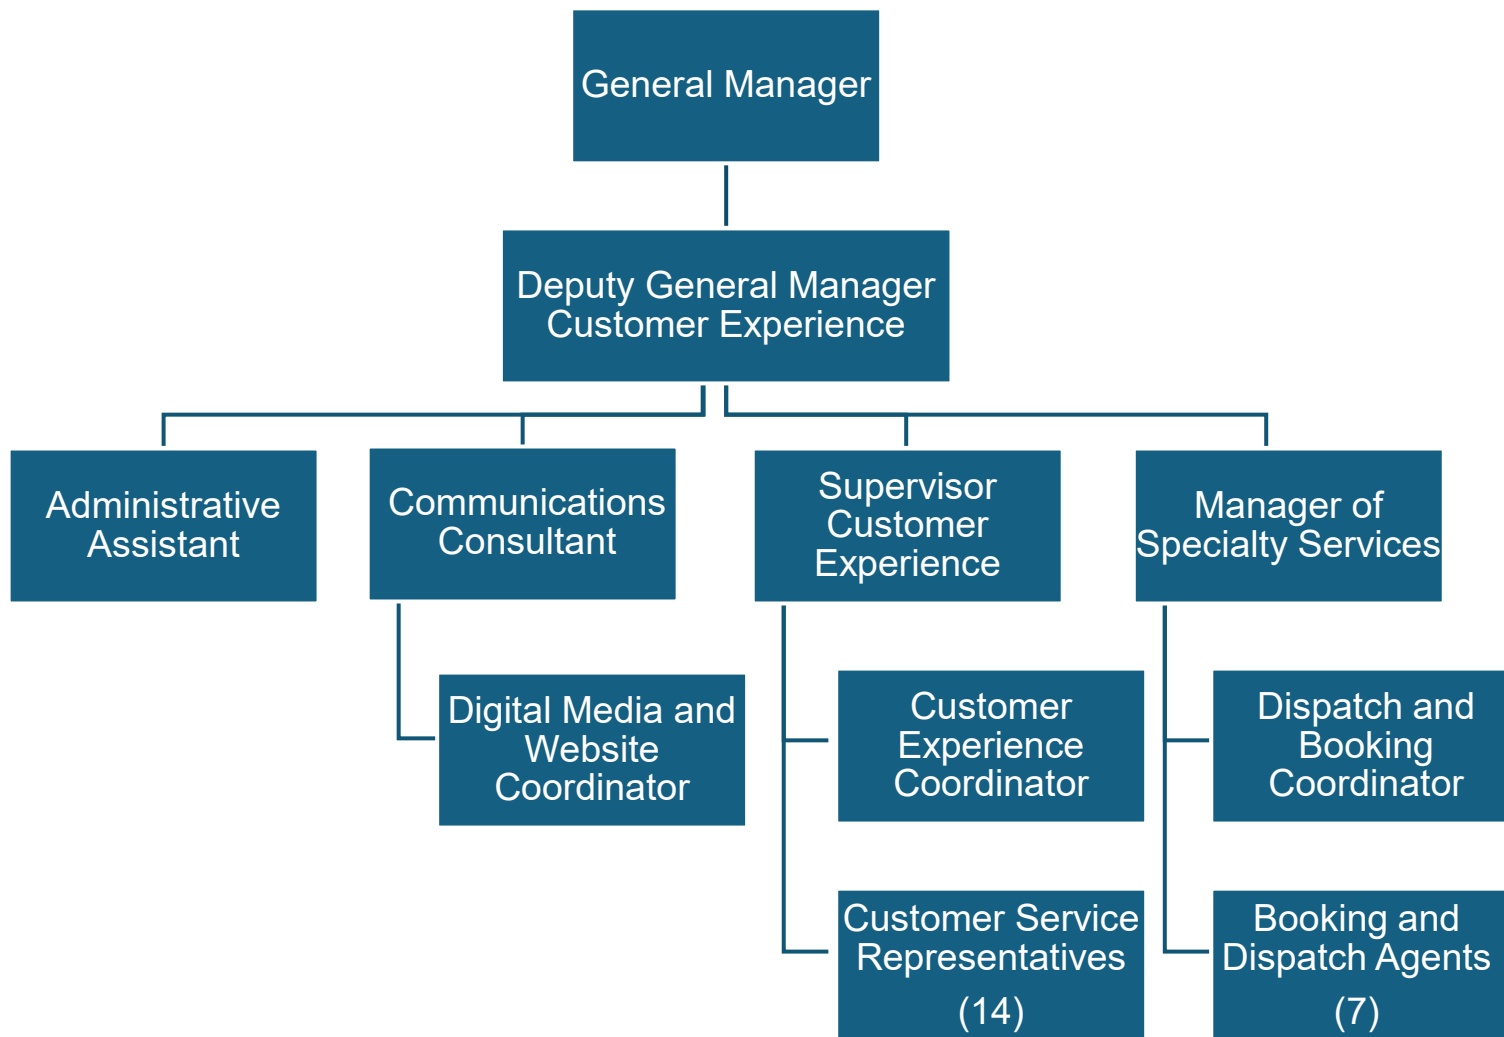 General Manager
Deputy General Manager
Customer Experience
Administrative
Assistant
Communications
Consultant
Supervisor
Customer
Experience
Manager of
Specialty Services
Digital Media and
Website
Coordinator
Customer
Experience
Coordinator
Dispatch and
Booking
Coordinator
Customer Service
Representatives
(14)
Booking and
Dispatch Agents
(7)